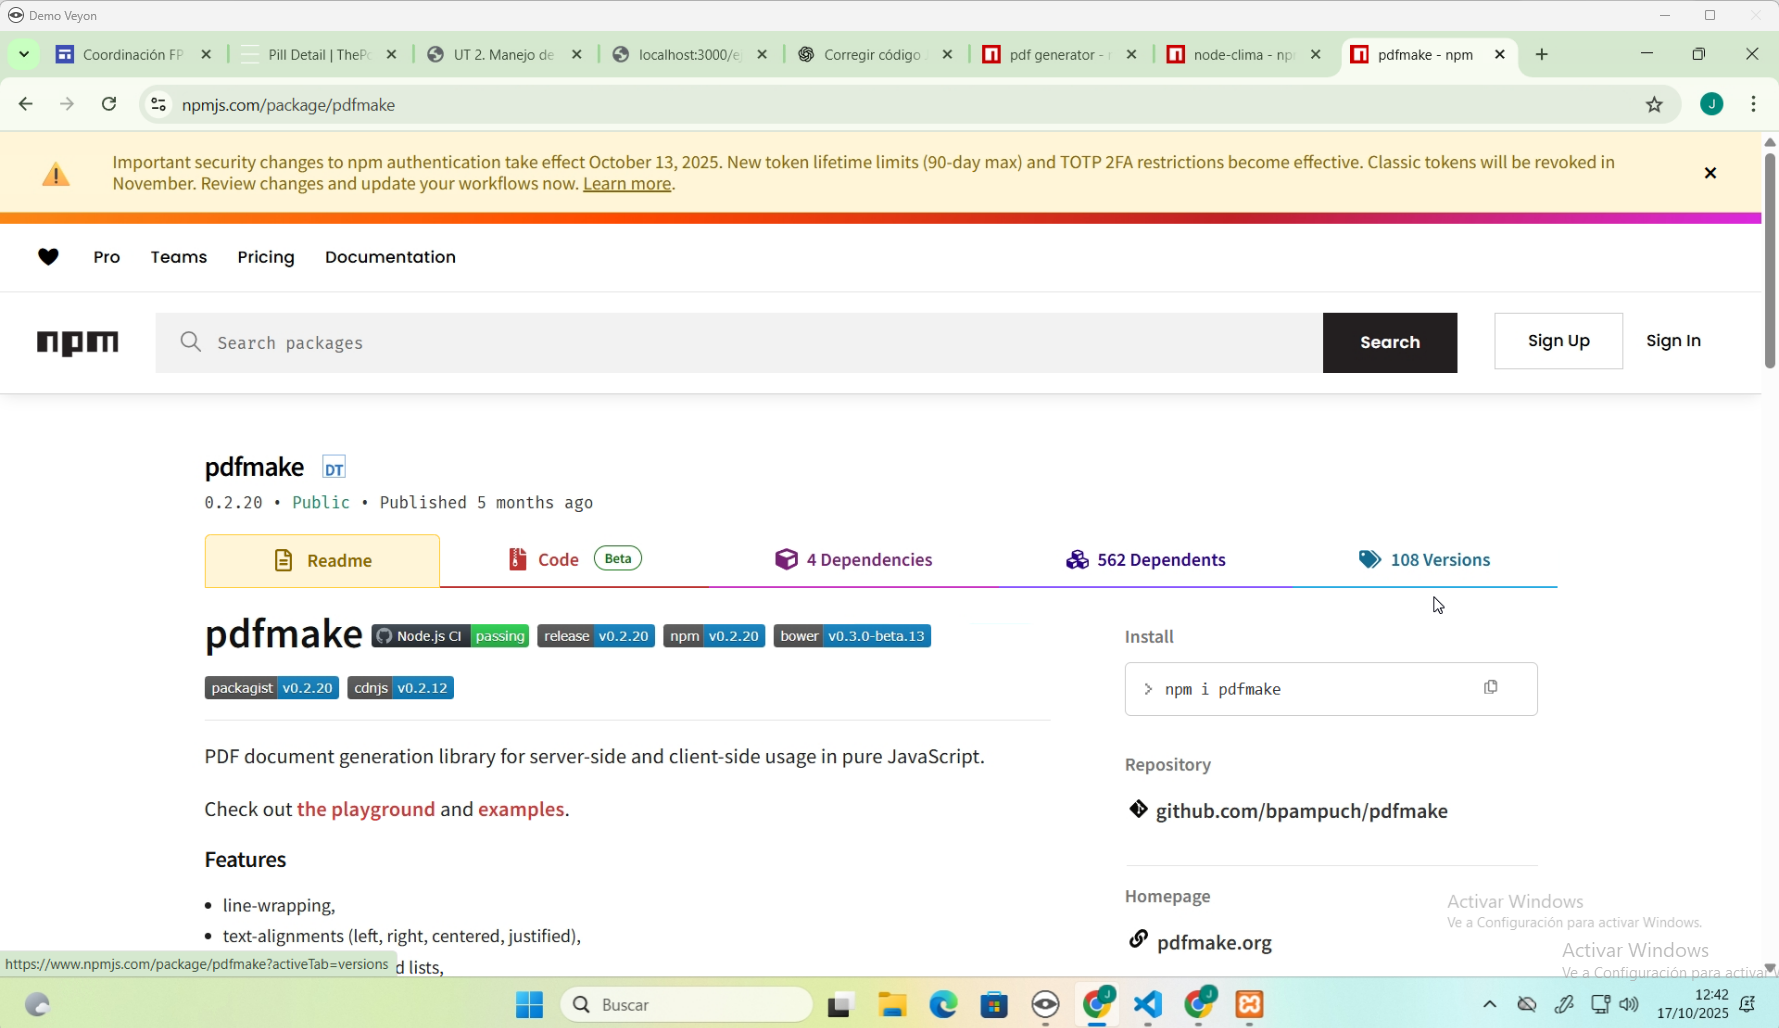 Demo Veyon
Coordinación FP
Pill Detail | ThePo
UT 2. Manejo de
localhost:3000/e
Corregir código
pdf generator -
node-clima - np
pdfmake - npm
npmjs.com/package/pdfmake
J
Important security changes to npm authentication take effect October 13, 2025. New token lifetime limits (90-day max) and TOTP 2FA restrictions become effective. Classic tokens will be revoked in
November. Review changes and update your workflows now. Learn more.
Pro Teams Pricing Documentation
npm
Search packages
Search
Sign Up
Sign In
pdfmake DT
0.2.20 • Public • Published 5 months ago
Readme
Code Beta
4 Dependencies
562 Dependents
108 Versions
pdfmake Node.js CI passing release v0.2.20 npm v0.2.20 bower v0.3.0-beta.13
packagist v0.2.20 cdnjs v0.2.12
PDF document generation library for server-side and client-side usage in pure JavaScript.
Check out the playground and examples.
Features
• line-wrapping,
• text-alignments (left, right, centered, justified),
d lists,
Install
> npm i pdfmake
Repository
github.com/bpampuch/pdfmake
Homepage
pdfmake.org
Activar Windows
Ve a Configuración para activar Windows.
Activar Windows
Ve a Configuración para activar
https://www.npmjs.com/package/pdfmake?activeTab=versions
Buscar
J
J
12:42
17/10/2025